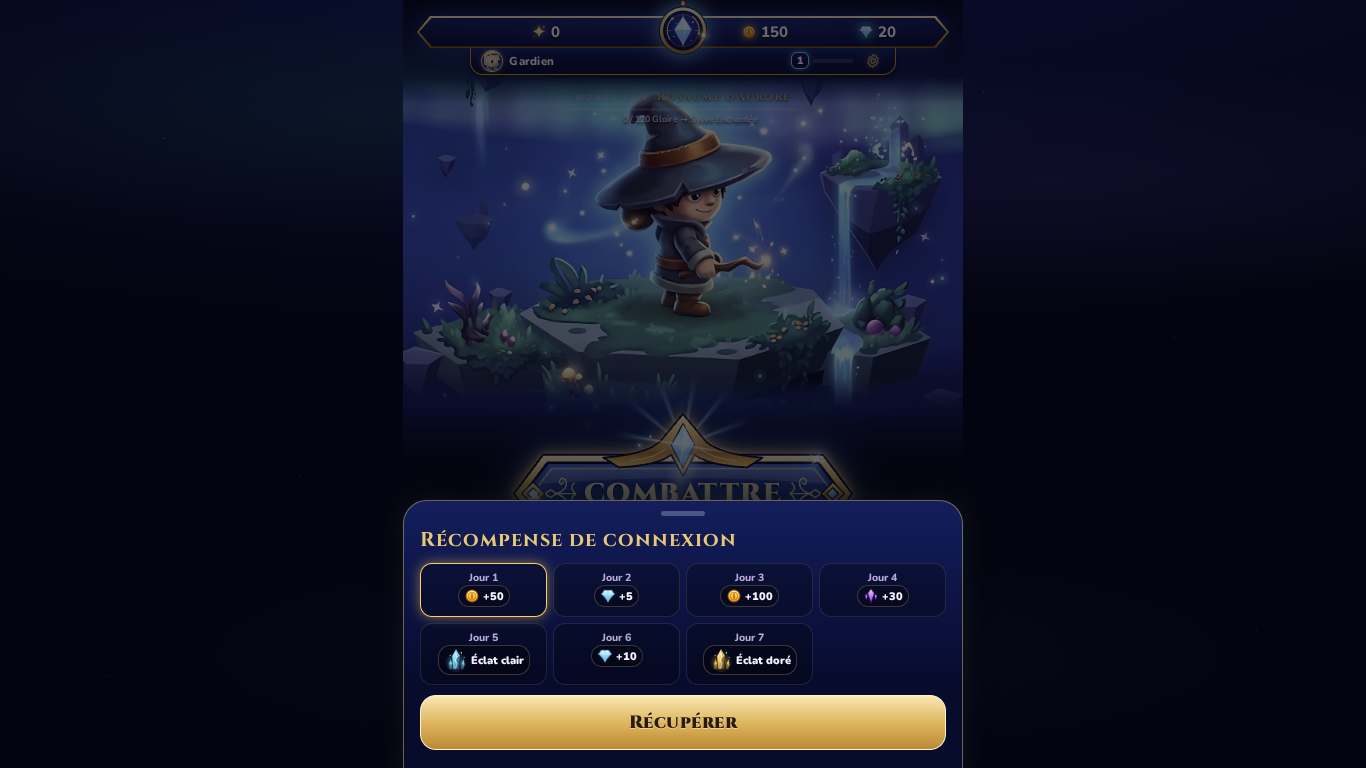 0
150
20
Gardien
1
COMBATTRE
Récompense de connexion
Jour 1
+50
Jour 2
+5
Jour 3
+100
Jour 4
+30
Jour 5
Éclat clair
Jour 6
+10
Jour 7
Éclat doré
Récupérer